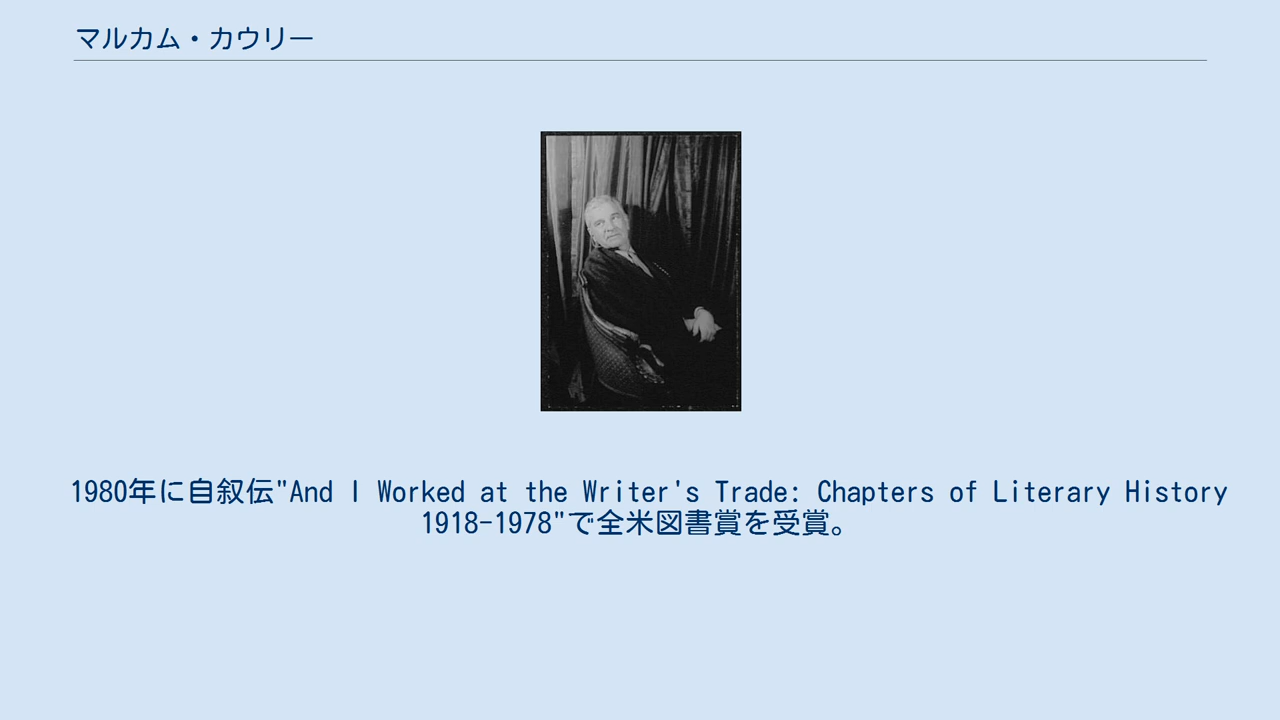 マルカム・カウリー
1980年に自叙伝"And I Worked at the Writer's Trade: Chapters of Literary History
1918-1978"で全米図書賞を受賞。